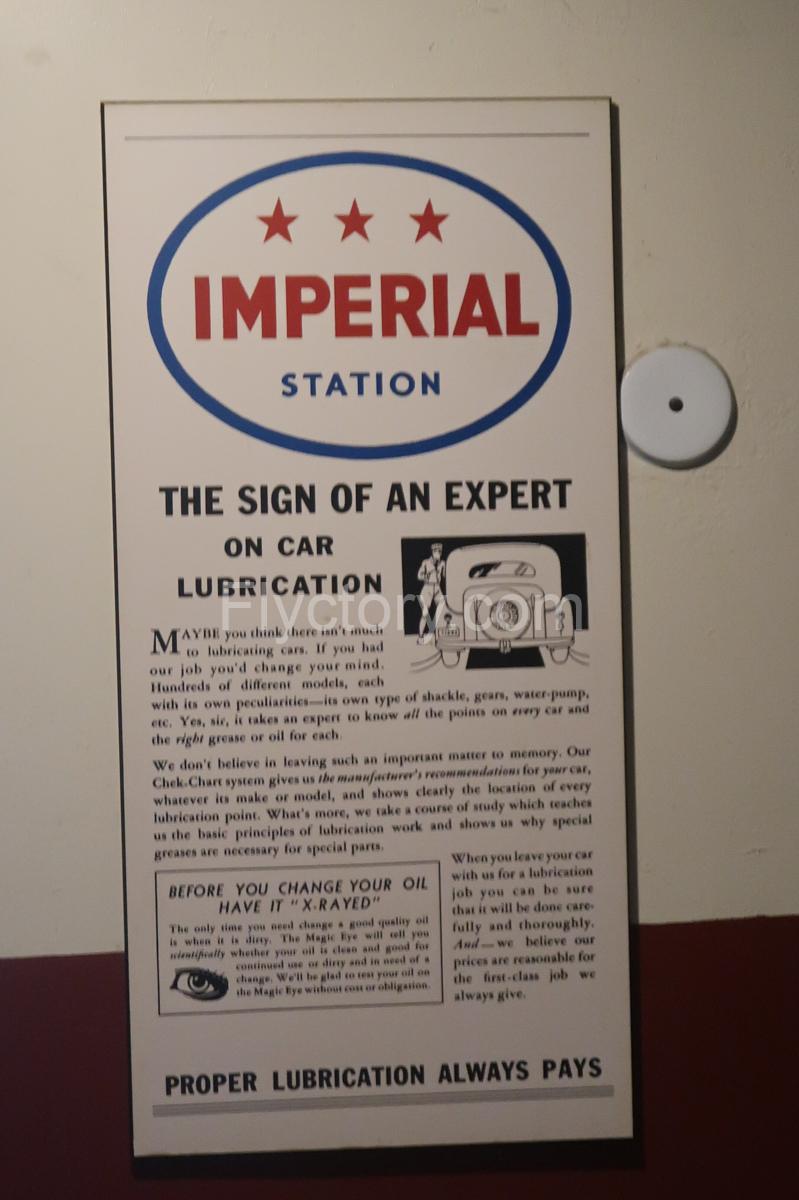 IMPERIAL
STATION
THE SIGN OF AN EXPERT
ON CAR
LUBRICATION
MAYBE you think there isn't much
to lubricating cars. If you had
our job you'd change your mind.
Hundreds of different models, each
with its own peculiarities—its own type of shackle, gears, water-pump,
etc. Yes, sir, it takes an expert to know all the points on every car and
the right grease or oil for each.
We don't believe in leaving such an important matter to memory. Our
Chek-Chart system gives us the manufacturer's recommendations for your car,
whatever its make or model, and shows clearly the location of every
lubrication point. What's more, we take a course of study which teaches
us the basic principles of lubrication work and shows us why special
greases are necessary for special parts.
BEFORE YOU CHANGE YOUR OIL
HAVE IT "X-RAYED"
The only time you need change a good quality oil
is when it is dirty. The Magic Eye will tell you
scientifically whether your oil is clean and good for
continued use or dirty and in need of a
change. We'll be glad to test your oil on
the Magic Eye without cost or obligation.
When you leave your car
with us for a lubrication
job you can be sure
that it will be done care-
fully and thoroughly.
And—we believe our
prices are reasonable for
the first-class job we
always give.
PROPER LUBRICATION ALWAYS PAYS
Flyctory.com